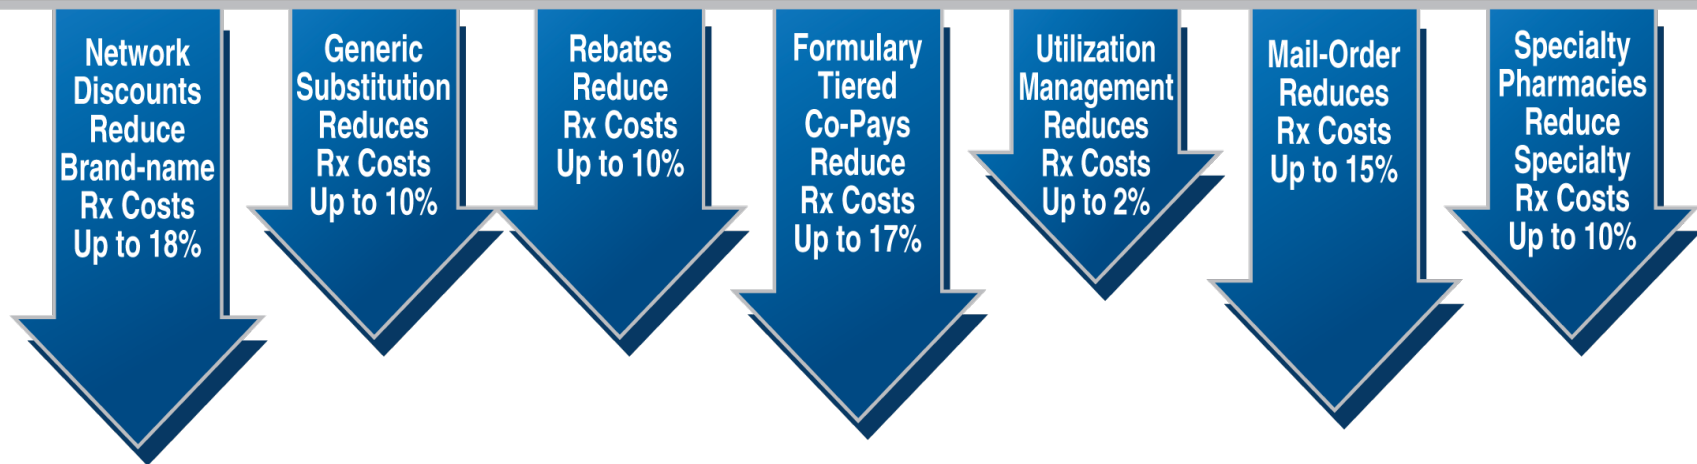 Network
Discounts
Reduce
Brand-name
Rx Costs
Up to 18%
Generic
Substitution
Reduces
Rx Costs
Up to 10%
Rebates
Reduce
Rx Costs
Up to 10%
Formulary
Tiered
Co-Pays
Reduce
Rx Costs
Up to 17%
Utilization
Management
Reduces
Rx Costs
Up to 2%
Mail-Order
Reduces
Rx Costs
Up to 15%
Specialty
Pharmacies
Reduce
Specialty
Rx Costs
Up to 10%